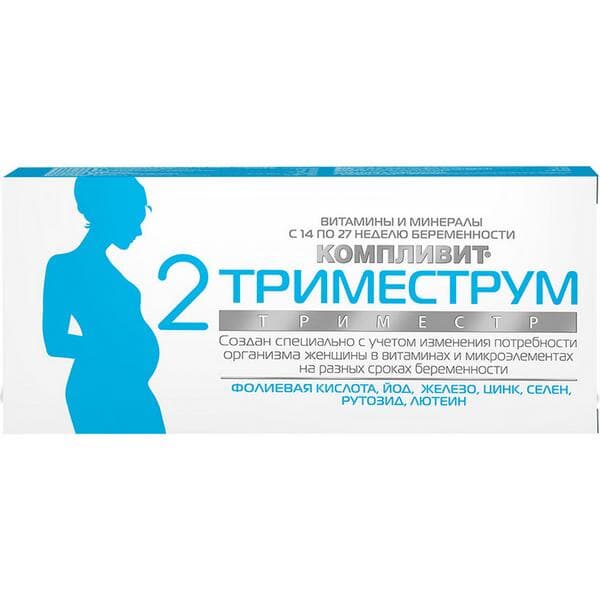 ВИТАМИНЫ И МИНЕРАЛЫ
С 14 ПО 27 НЕДЕЛЮ БЕРЕМЕННОСТИ
КОМПЛИВИТ®
2 ТРИМЕСТРУМ
ТРИМЕСТР
Создан специально с учетом изменения потребности
организма женщины в витаминах и микроэлементах
на разных сроках беременности
ФОЛИЕВАЯ КИСЛОТА, ЙОД, ЖЕЛЕЗО, ЦИНК, СЕЛЕН,
РУТОЗИД, ЛЮТЕИН